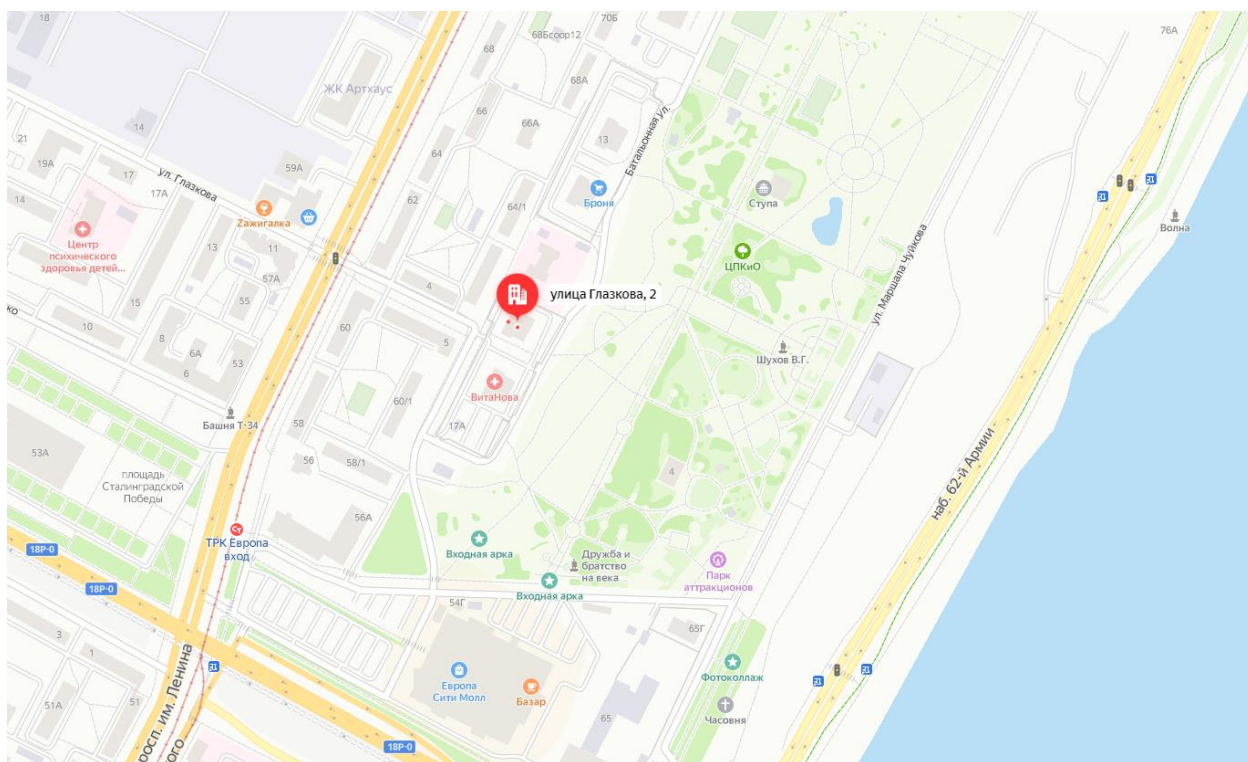 18
70Б
68Бсоор12
76А
68
68А
ЖК Артхаус
66
66А
14
13
Батальонная ул.
21
64
19А
59А
17
ул. Глазкова
17А
Ступа
Броня
62
64/1
14
Zажигалка
Волна
Центр
психического
здоровья детей...
13
11
ЦПКиО
ул. Маршала Чуйкова
57А
4
улица Глазкова, 2
15
55
ко
10
8
60
5
6А
53
6
Шухов В.Г.
ВитаНова
60/1
Башня Т-34
58
17А
53А
56
58/1
4
площадь
Сталинградской
Победы
наб. 62-й Армии
56А
ТРК Европа
вход
18Р-0
Входная арка
Дружба и
братство
на века
Парк
аттракционов
18Р-0
Входная арка
54Г
65Г
3
1
Европа
Сити Молл
Базар
Фотоколлаж
51А
51
просп. им. Ленина
65
Часовня
ого
18Р-0